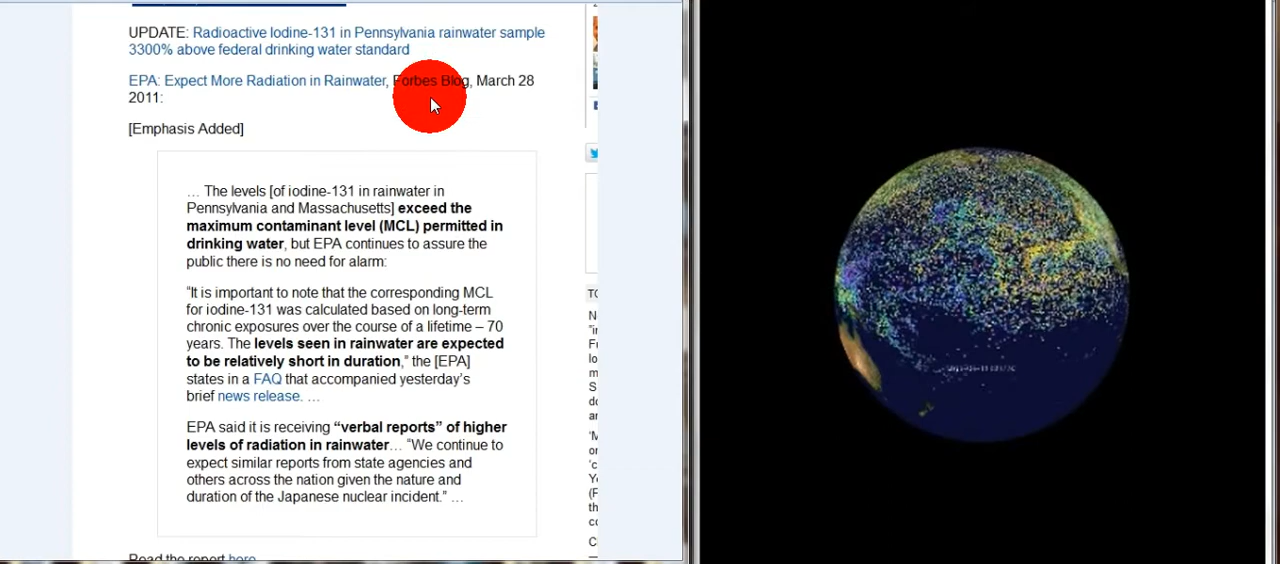 UPDATE: Radioactive Iodine-131 in Pennsylvania rainwater sample
3300% above federal drinking water standard
EPA: Expect More Radiation in Rainwater, Forbes Blog, March 28
2011:
[Emphasis Added]
… The levels [of iodine-131 in rainwater in
Pennsylvania and Massachusetts] exceed the
maximum contaminant level (MCL) permitted in
drinking water, but EPA continues to assure the
public there is no need for alarm:
“It is important to note that the corresponding MCL
for iodine-131 was calculated based on long-term
chronic exposures over the course of a lifetime – 70
years. The levels seen in rainwater are expected
to be relatively short in duration,” the [EPA]
states in a FAQ that accompanied yesterday’s
brief news release. …
EPA said it is receiving “verbal reports” of higher
levels of radiation in rainwater… “We continue to
expect similar reports from state agencies and
others across the nation given the nature and
duration of the Japanese nuclear incident.” …
Read the report here